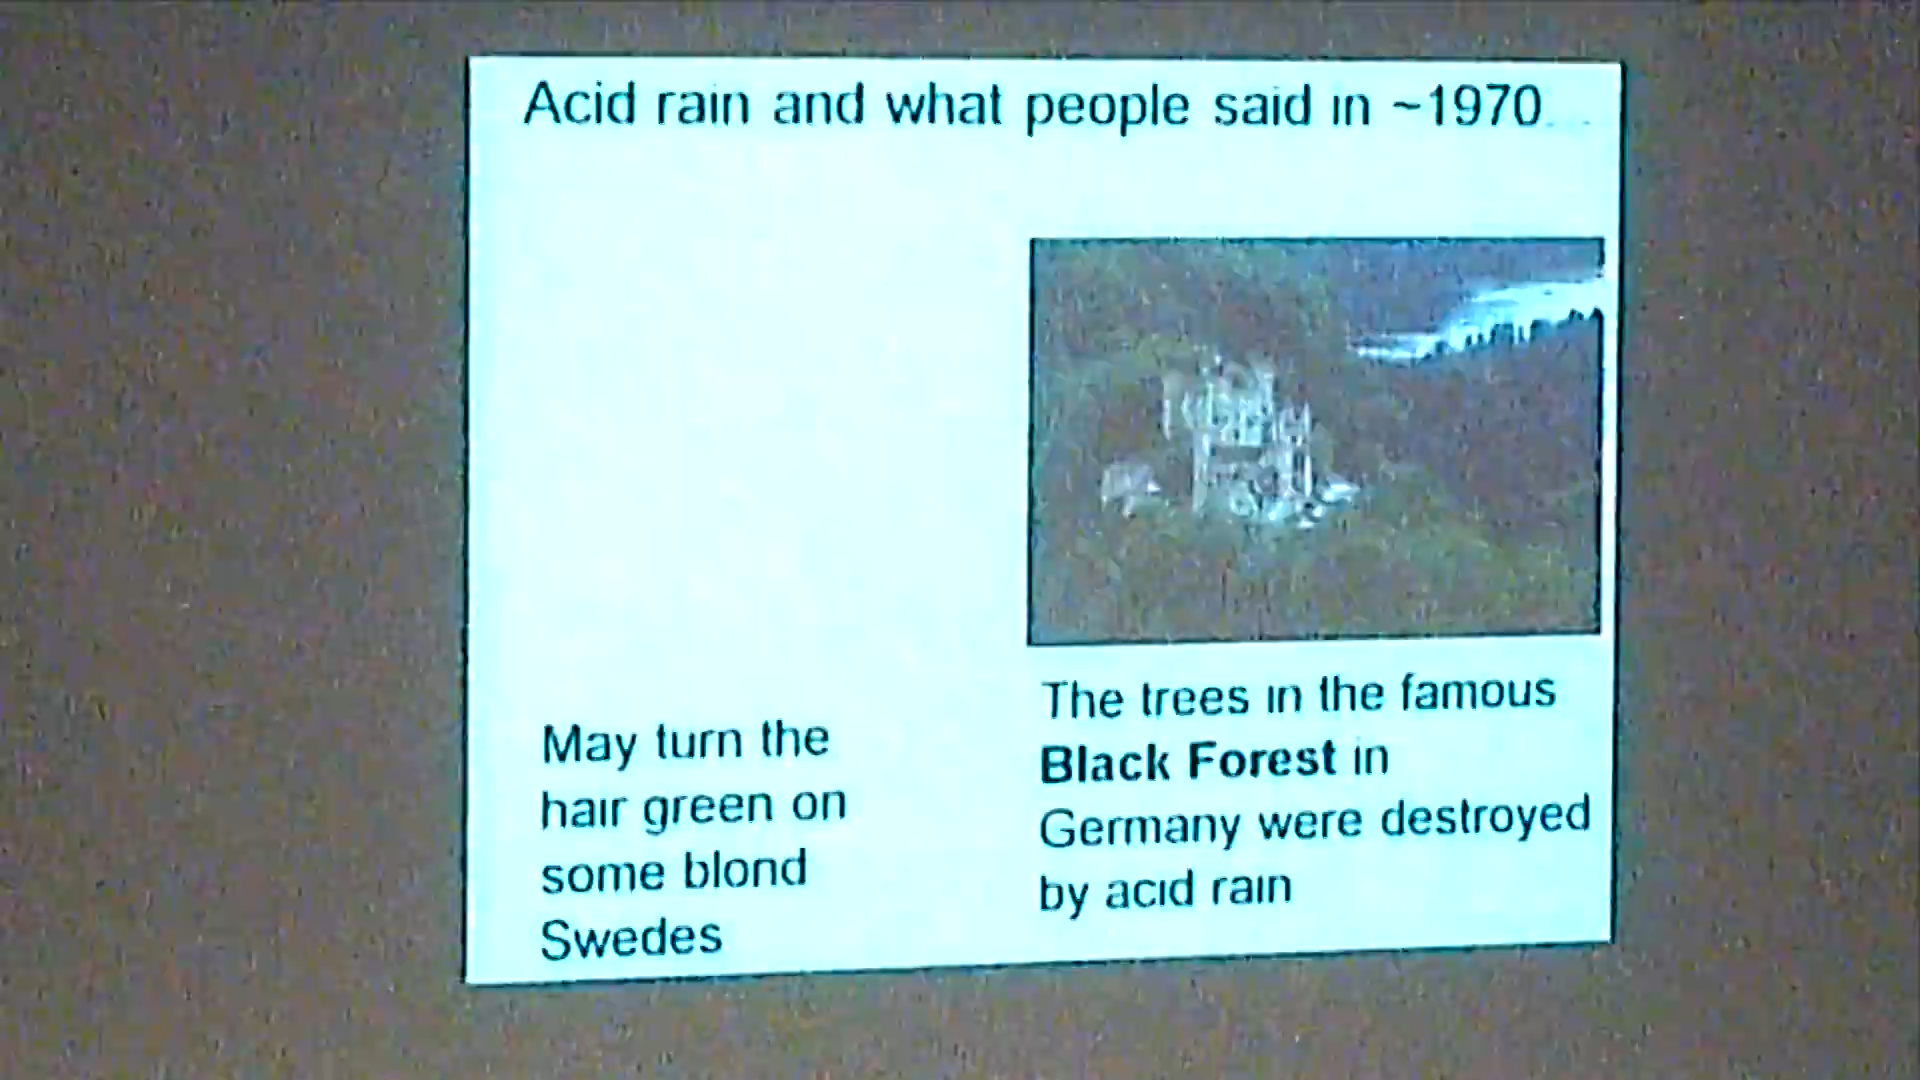 Acid rain and what people said in ~1970...
May turn the
hair green on
some blond
Swedes
The trees in the famous
Black Forest in
Germany were destroyed
by acid rain